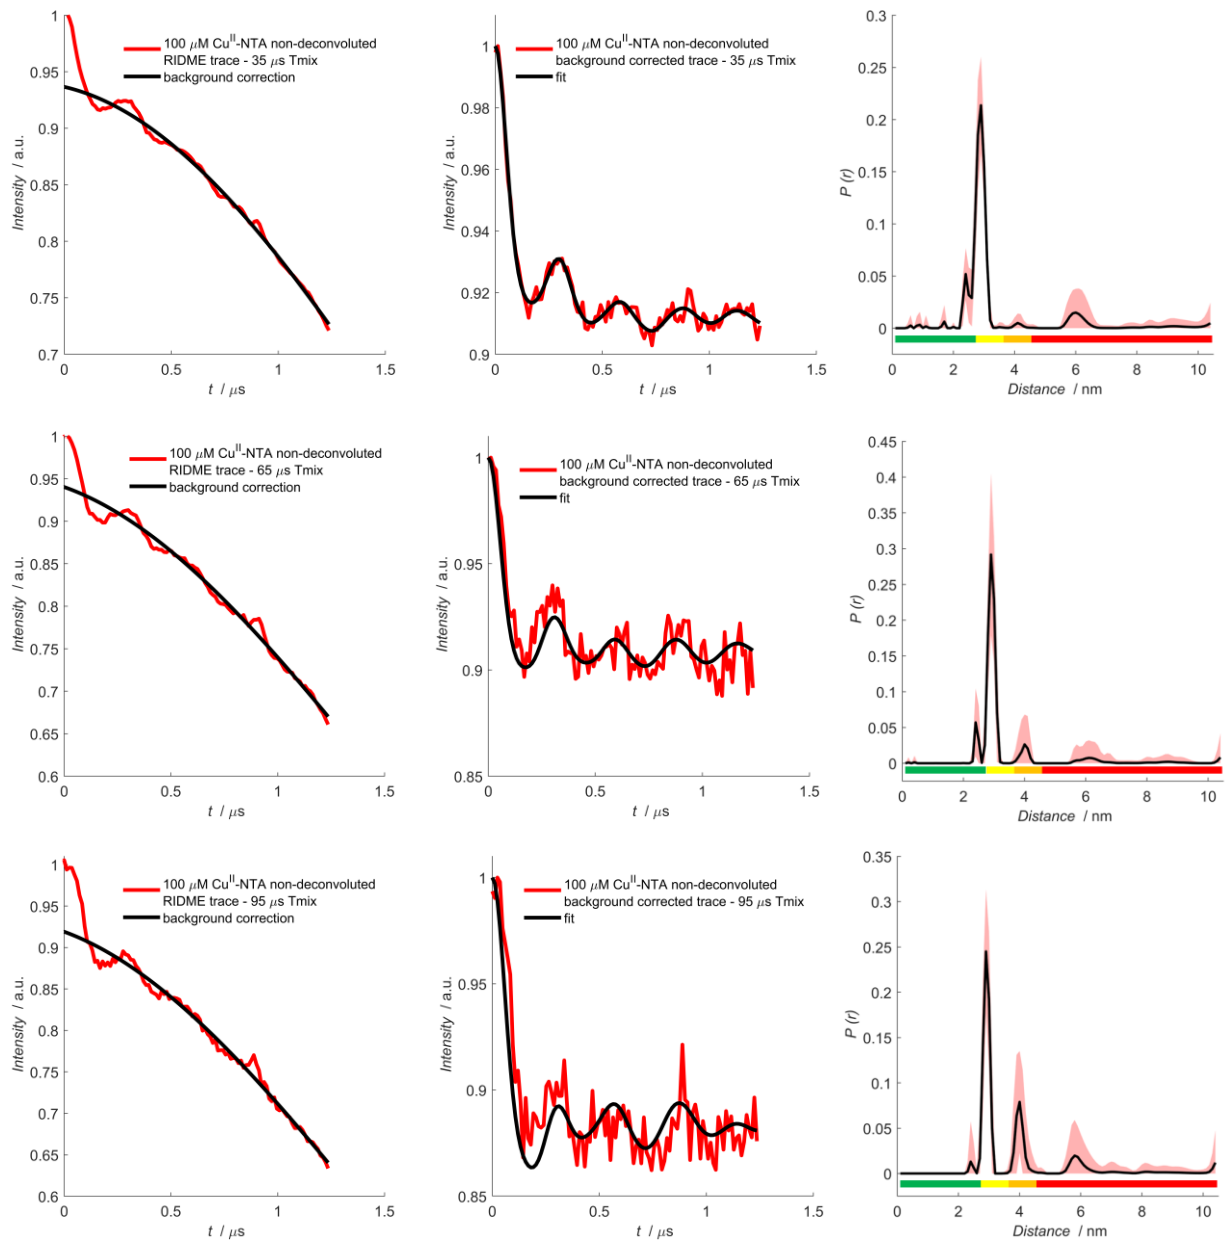 1
0.95
0.9
0.85
0.8
0.75
0.7
Intensity / a.u.
100 μM Cu^II-NTA non-deconvoluted
RIDME trace - 35 μs Tmix
background correction
0
0.5
1
1.5
t / μs
1
0.98
0.96
0.94
0.92
0.9
Intensity / a.u.
100 μM Cu^II-NTA non-deconvoluted
background corrected trace - 35 μs Tmix
fit
0
0.5
1
1.5
t / μs
0.3
0.25
0.2
0.15
0.1
0.05
0
P (r)
0
2
4
6
8
10
Distance / nm
1
0.95
0.9
0.85
0.8
0.75
0.7
0.65
0.6
Intensity / a.u.
100 μM Cu^II-NTA non-deconvoluted
RIDME trace - 65 μs Tmix
background correction
0
0.5
1
1.5
t / μs
1
0.95
0.9
0.85
Intensity / a.u.
100 μM Cu^II-NTA non-deconvoluted
background corrected trace - 65 μs Tmix
fit
0
0.5
1
1.5
t / μs
0.45
0.4
0.35
0.3
0.25
0.2
0.15
0.1
0.05
0
P (r)
0
2
4
6
8
10
Distance / nm
1
0.95
0.9
0.85
0.8
0.75
0.7
0.65
0.6
Intensity / a.u.
100 μM Cu^II-NTA non-deconvoluted
RIDME trace - 95 μs Tmix
background correction
0
0.5
1
1.5
t / μs
1
0.95
0.9
0.85
Intensity / a.u.
100 μM Cu^II-NTA non-deconvoluted
background corrected trace - 95 μs Tmix
fit
0
0.5
1
1.5
t / μs
0.35
0.3
0.25
0.2
0.15
0.1
0.05
0
P (r)
0
2
4
6
8
10
Distance / nm